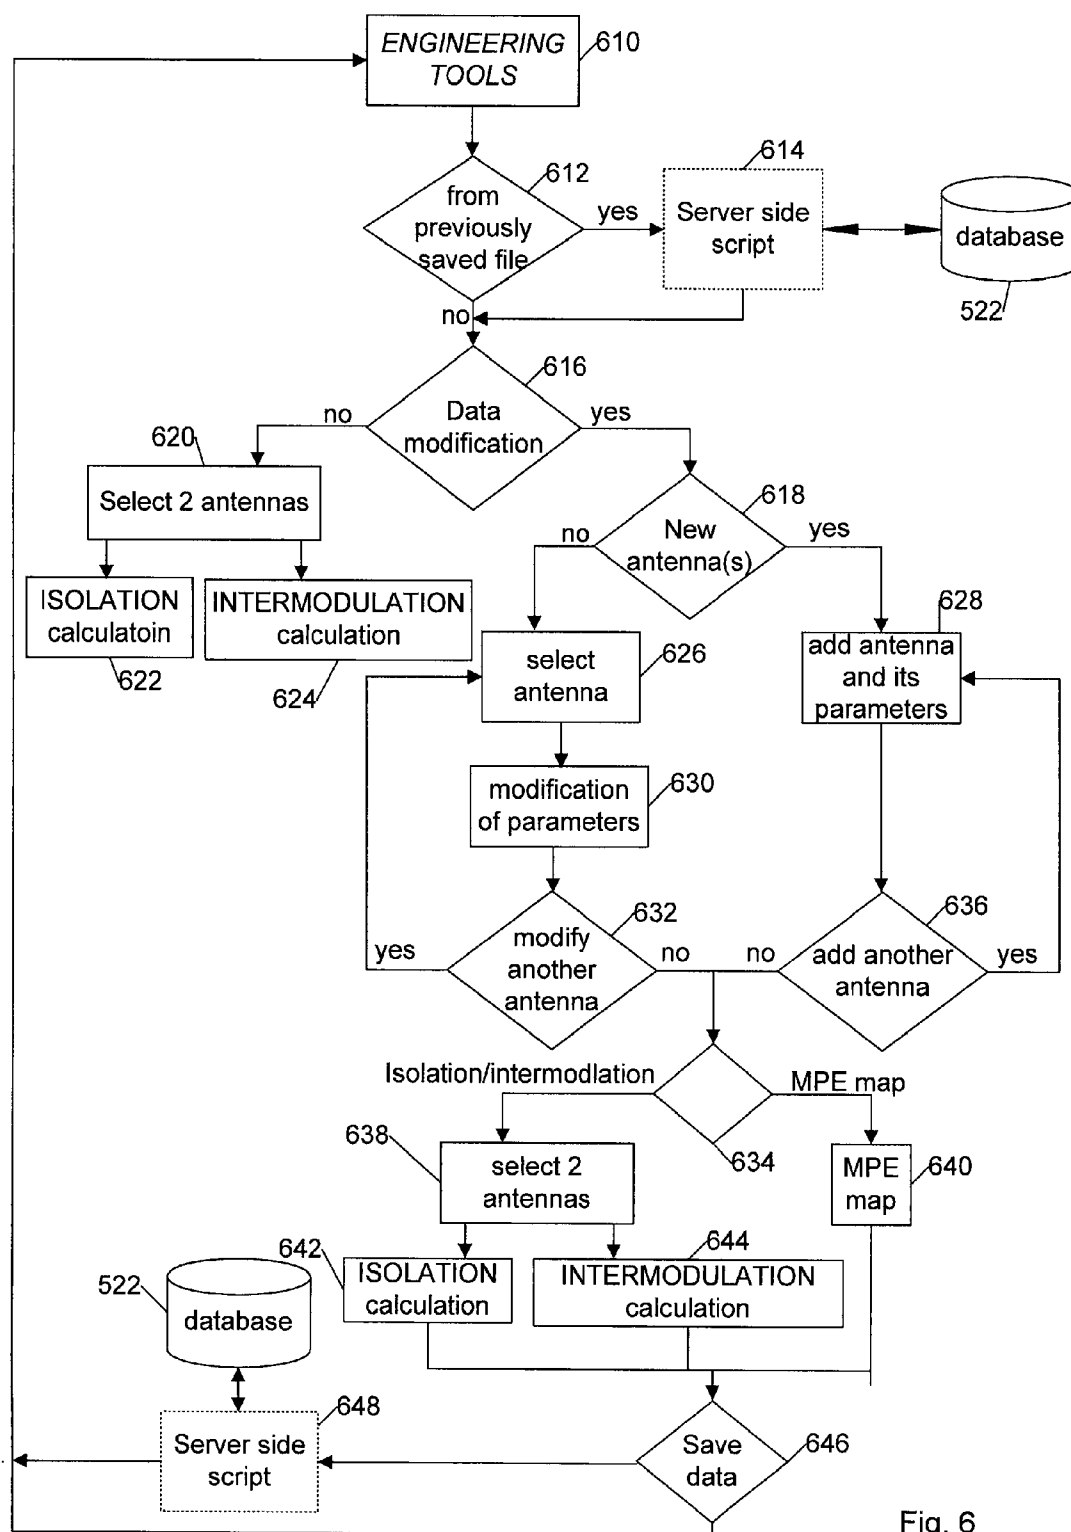 ENGINEERING
TOOLS
610
612
from
previously
saved file
yes
614
Server side
script
database
522
no
616
Data
modification
no
yes
620
Select 2 antennas
618
New
antenna(s)
no
yes
ISOLATION
calculatoin
622
INTERMODULATION
calculation
624
select
antenna
626
628
add antenna
and its
parameters
modification
of parameters
630
632
modify
another
antenna
yes
no
636
add another
antenna
no
yes
Isolation/intermodlation
MPE map
634
638
select 2
antennas
MPE
map
640
642
ISOLATION
calculation
644
INTERMODULATION
calculation
522
database
648
Server side
script
Save
data
646
Fig. 6